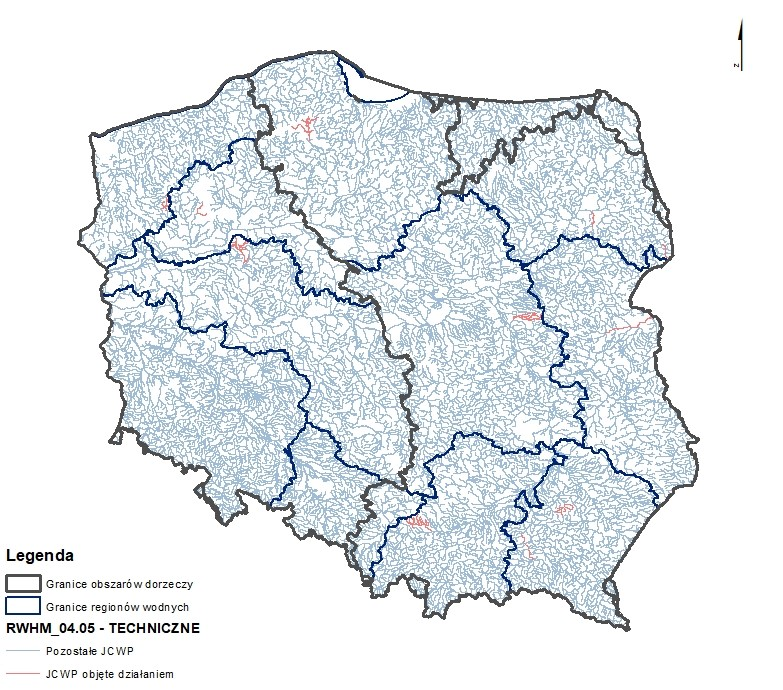 z
Legenda
Granice obszarów dorzeczy
Granice regionów wodnych
RWHM_04.05 - TECHNICZNE
Pozostałe JCWP
JCWP objęte działaniem